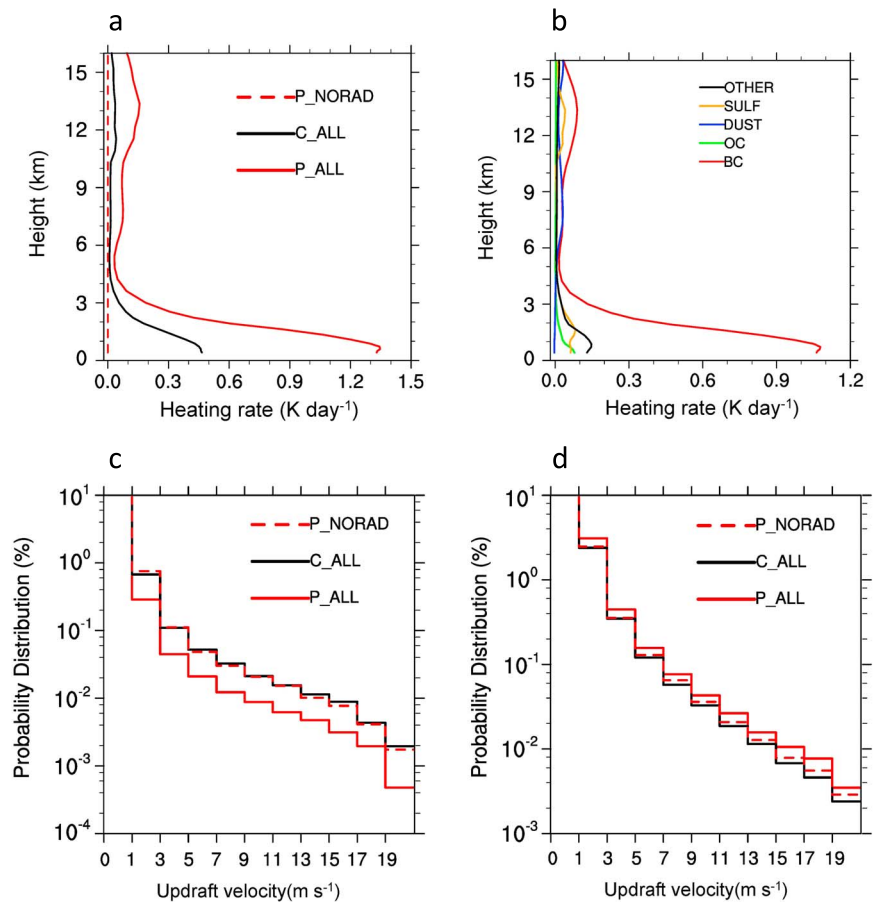 a
15
12
9
6
3
0
Height (km)
P_NORAD
C_ALL
P_ALL
0.0 0.3 0.6 0.9 1.2 1.5
Heating rate (K day⁻¹)
b
15
12
9
6
3
0
Height (km)
OTHER
SULF
DUST
OC
BC
0.0 0.3 0.6 0.9 1.2
Heating rate (K day⁻¹)
c
10¹
10⁰
10⁻¹
10⁻²
10⁻³
10⁻⁴
Probability Distribution (%)
P_NORAD
C_ALL
P_ALL
0 1 3 5 7 9 11 13 15 17 19
Updraft velocity(m s⁻¹)
d
10¹
10⁰
10⁻¹
10⁻²
10⁻³
Probability Distribution (%)
P_NORAD
C_ALL
P_ALL
0 1 3 5 7 9 11 13 15 17 19
Updraft velocity(m s⁻¹)